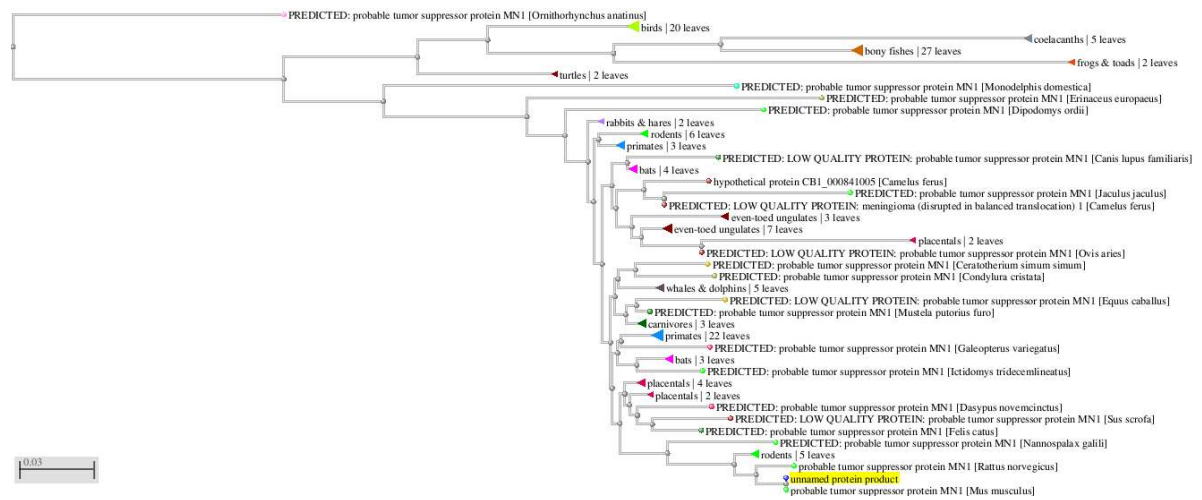 PREDICTED: probable tumor suppressor protein MN1 [Ornithorhynchus anatinus]
birds | 20 leaves
coelacanths | 5 leaves
bony fishes | 27 leaves
frogs & toads | 2 leaves
turtles | 2 leaves
PREDICTED: probable tumor suppressor protein MN1 [Monodelphis domestica]
PREDICTED: probable tumor suppressor protein MN1 [Erinaceus europaeus]
PREDICTED: probable tumor suppressor protein MN1 [Dipodomys ordii]
rabbits & hares | 2 leaves
rodents | 6 leaves
primates | 3 leaves
PREDICTED: LOW QUALITY PROTEIN: probable tumor suppressor protein MN1 [Canis lupus familiaris]
bats | 4 leaves
hypothetical protein CB1_000841005 [Camelus ferus]
PREDICTED: probable tumor suppressor protein MN1 [Jaculus jaculus]
PREDICTED: LOW QUALITY PROTEIN: meningioma (disrupted in balanced translocation) 1 [Camelus ferus]
even-toed ungulates | 3 leaves
even-toed ungulates | 7 leaves
placentals | 2 leaves
PREDICTED: LOW QUALITY PROTEIN: probable tumor suppressor protein MN1 [Ovis aries]
PREDICTED: probable tumor suppressor protein MN1 [Ceratotherium simum simum]
PREDICTED: probable tumor suppressor protein MN1 [Condylura cristata]
whales & dolphins | 5 leaves
PREDICTED: LOW QUALITY PROTEIN: probable tumor suppressor protein MN1 [Equus caballus]
PREDICTED: probable tumor suppressor protein MN1 [Mustela putorius furo]
carnivores | 3 leaves
primates | 22 leaves
PREDICTED: probable tumor suppressor protein MN1 [Galeopterus variegatus]
bats | 3 leaves
PREDICTED: probable tumor suppressor protein MN1 [Ictidomys tridecemlineatus]
placentals | 4 leaves
placentals | 2 leaves
PREDICTED: probable tumor suppressor protein MN1 [Dasypus novemcinctus]
PREDICTED: LOW QUALITY PROTEIN: probable tumor suppressor protein MN1 [Sus scrofa]
PREDICTED: probable tumor suppressor protein MN1 [Felis catus]
PREDICTED: probable tumor suppressor protein MN1 [Nannospalax galili]
rodents | 5 leaves
probable tumor suppressor protein MN1 [Rattus norvegicus]
unnamed protein product
probable tumor suppressor protein MN1 [Mus musculus]
0.03